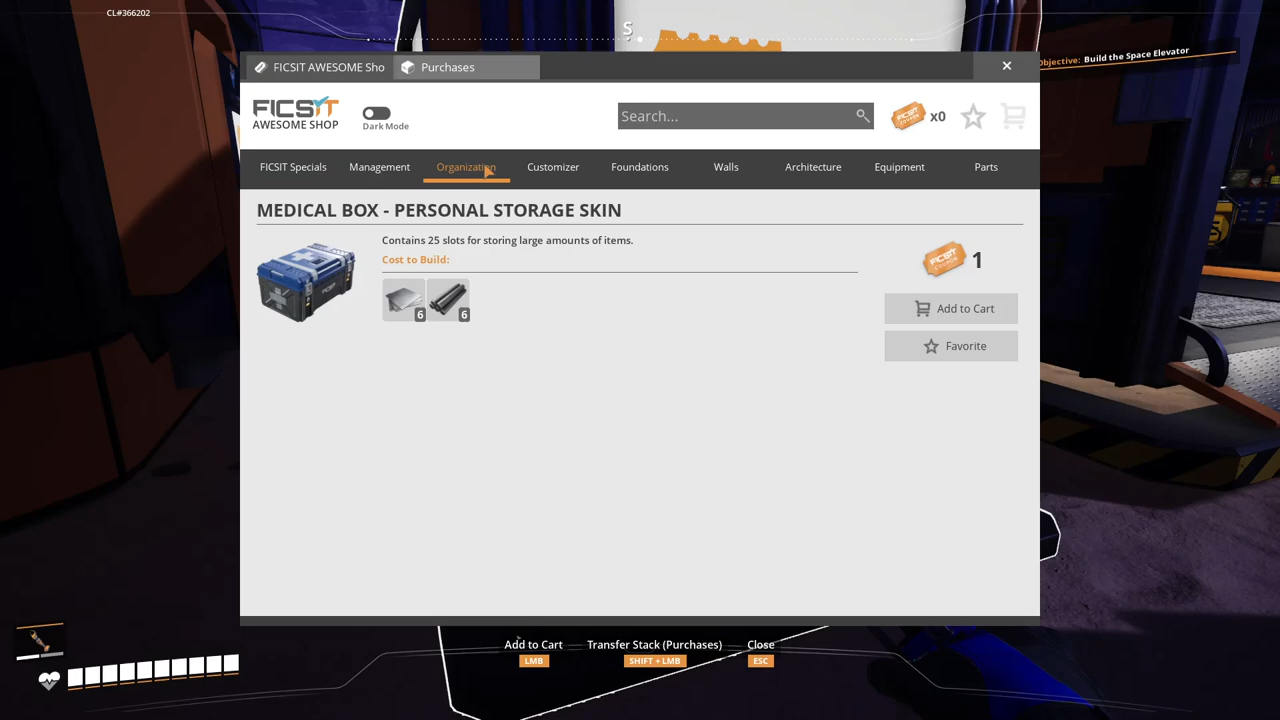 CL#366202
S
Objective: Build the Space Elevator
FICSIT AWESOME Sho
Purchases
FICSIT
AWESOME SHOP
Dark Mode
Search...
x0
FICSIT Specials
Management
Organization
Customizer
Foundations
Walls
Architecture
Equipment
Parts
MEDICAL BOX - PERSONAL STORAGE SKIN
Contains 25 slots for storing large amounts of items.
Cost to Build:
6
6
1
Add to Cart
Favorite
Add to Cart
Transfer Stack (Purchases)
Close
LMB
SHIFT + LMB
ESC